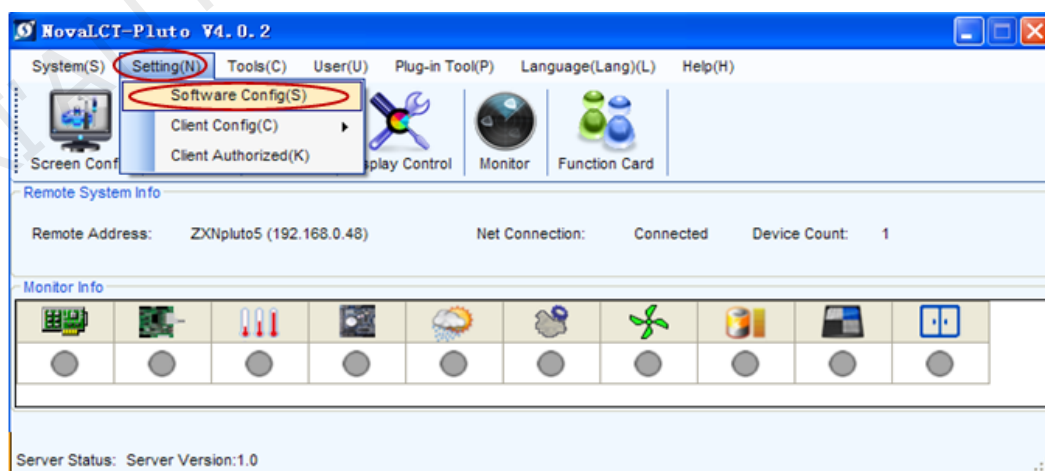 NovaLCT-Pluto V4.0.2
System(S) Setting(N) Tools(C) User(U) Plug-in Tool(P) Language(Lang)(L) Help(H)
Software Config(S)
Client Config(C)
Client Authorized(K)
Screen Conf play Control Monitor Function Card
Remote System Info
Remote Address: ZXNpluto5 (192.168.0.48) Net Connection: Connected Device Count: 1
Monitor Info
Server Status: Server Version:1.0